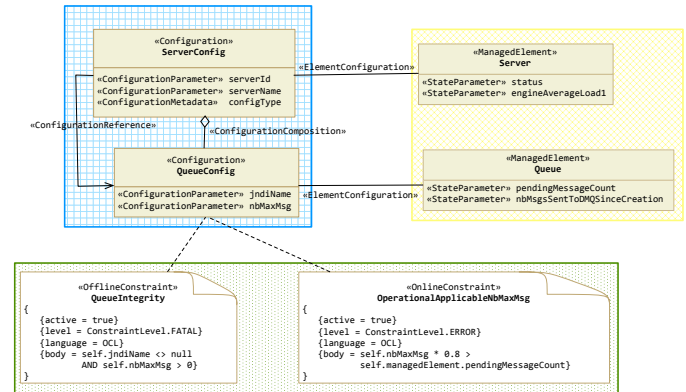 «Configuration»
ServerConfig
«ConfigurationParameter» serverId
«ConfigurationParameter» serverName
«ConfigurationMetadata» configType
«ElementConfiguration»
«ManagedElement»
Server
«StateParameter» status
«StateParameter» engineAverageLoad1
«ConfigurationReference»
«ConfigurationComposition»
«Configuration»
QueueConfig
«ConfigurationParameter» jndiName
«ConfigurationParameter» nbMaxMsg
«ElementConfiguration»
«ManagedElement»
Queue
«StateParameter» pendingMessageCount
«StateParameter» nbMsgsSentToDMQSinceCreation
«OfflineConstraint»
QueueIntegrity
{
{active = true}
{level = ConstraintLevel.FATAL}
{language = OCL}
{body = self.jndiName <> null
AND self.nbMaxMsg > 0}
}
«OnlineConstraint»
OperationalApplicableNbMaxMsg
{
{active = true}
{level = ConstraintLevel.ERROR}
{language = OCL}
{body = self.nbMaxMsg * 0.8 >
self.managedElement.pendingMessageCount}
}